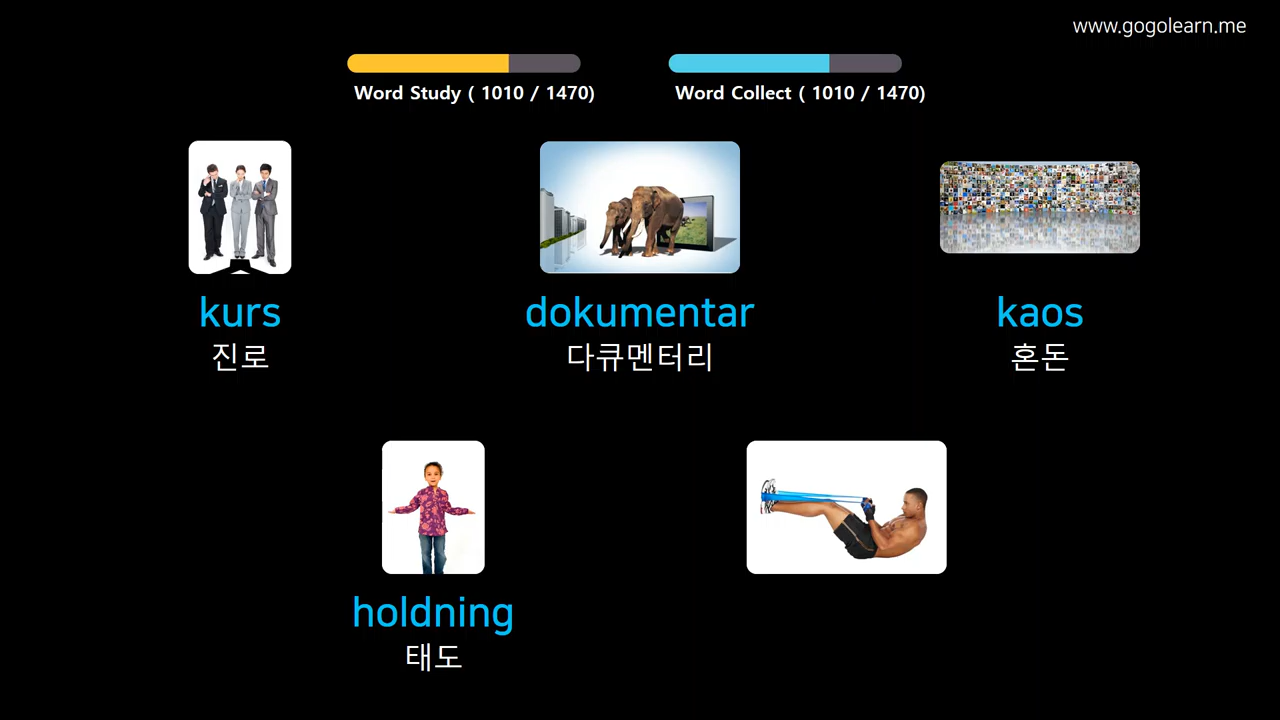 www.gogolearn.me
Word Study ( 1010 / 1470)
Word Collect ( 1010 / 1470)
kurs
진로
dokumentar
다큐멘터리
kaos
혼돈
holdning
태도